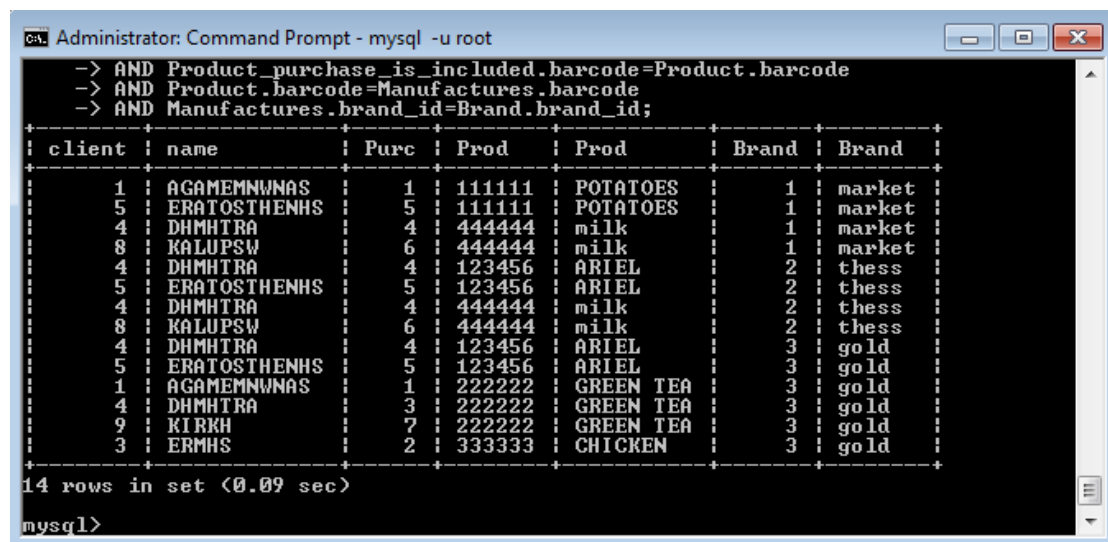 Administrator: Command Prompt - mysql -u root
-> AND Product_purchase_is_included.barcode=Product.barcode
-> AND Product.barcode=Manufactures.barcode
-> AND Manufactures.brand_id=Brand.brand_id;
+--------+--------------+------+--------+-----------+-------+--------+
| client | name | Purc | Prod | Prod | Brand | Brand |
+--------+--------------+------+--------+-----------+-------+--------+
| 1 | AGAMEMNWNAS | 1 | 111111 | POTATOES | 1 | market |
| 5 | ERATOSTHENHS | 5 | 111111 | POTATOES | 1 | market |
| 4 | DHMHTRA | 4 | 444444 | milk | 1 | market |
| 8 | KALUPSW | 6 | 444444 | milk | 1 | market |
| 4 | DHMHTRA | 4 | 123456 | ARIEL | 2 | thess |
| 5 | ERATOSTHENHS | 5 | 123456 | ARIEL | 2 | thess |
| 4 | DHMHTRA | 4 | 444444 | milk | 2 | thess |
| 8 | KALUPSW | 6 | 444444 | milk | 2 | thess |
| 4 | DHMHTRA | 4 | 123456 | ARIEL | 3 | gold |
| 5 | ERATOSTHENHS | 5 | 123456 | ARIEL | 3 | gold |
| 1 | AGAMEMNWNAS | 1 | 222222 | GREEN TEA | 3 | gold |
| 4 | DHMHTRA | 3 | 222222 | GREEN TEA | 3 | gold |
| 9 | KIRKH | 7 | 222222 | GREEN TEA | 3 | gold |
| 3 | ERMHS | 2 | 333333 | CHICKEN | 3 | gold |
+--------+--------------+------+--------+-----------+-------+--------+
14 rows in set (0.09 sec)
mysql>